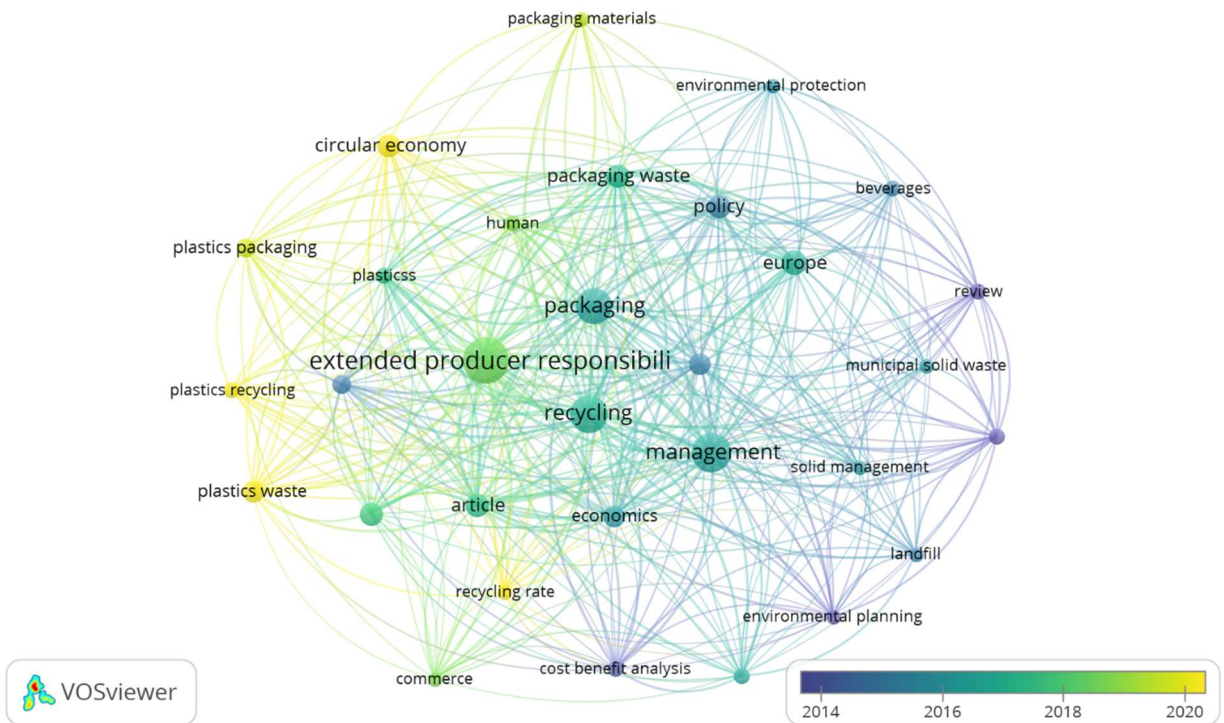 packaging materials
environmental protection
circular economy
packaging waste
beverages
policy
human
plastics packaging
europe
plasticss
review
packaging
extended producer responsibili
municipal solid waste
plastics recycling
recycling
management
solid management
plastics waste
article
economics
landfill
recycling rate
environmental planning
cost benefit analysis
commerce
VOSviewer
2014 2016 2018 2020